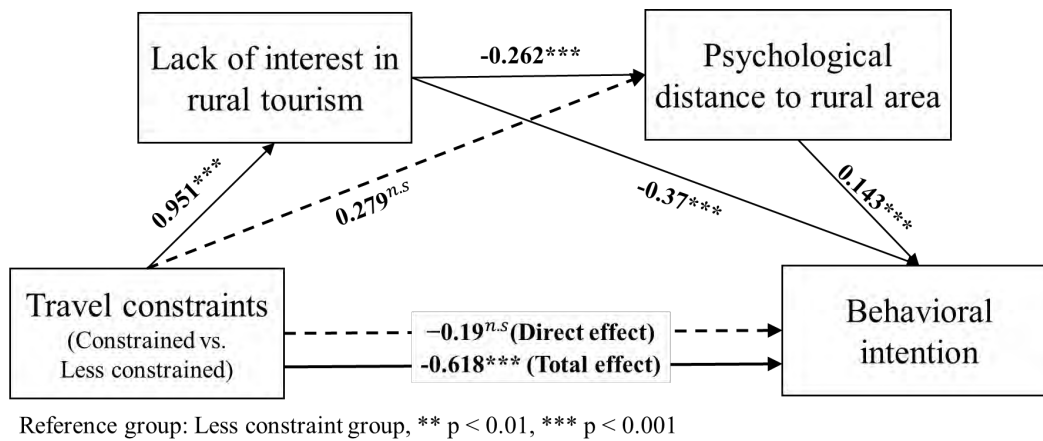 Lack of interest in
rural tourism
-0.262***
Psychological
distance to rural area
0.951***
0.279n.s
-0.37***
0.143***
Travel constraints
(Constrained vs.
Less constrained)
−0.19n.s (Direct effect)
-0.618*** (Total effect)
Behavioral
intention
Reference group: Less constraint group, ** p < 0.01, *** p < 0.001